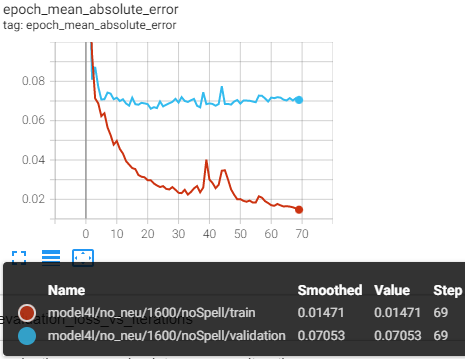 epoch_mean_absolute_error
tag: epoch_mean_absolute_error
0.08
0.06
0.04
0.02
0 10 20 30 40 50 60 70
Name Smoothed Value Step
model4l/no_neu/1600/noSpell/train 0.01471 0.01471 69
evaluation_loss_vs_iterations
model4l/no_neu/1600/noSpell/validation 0.07053 0.07053 69